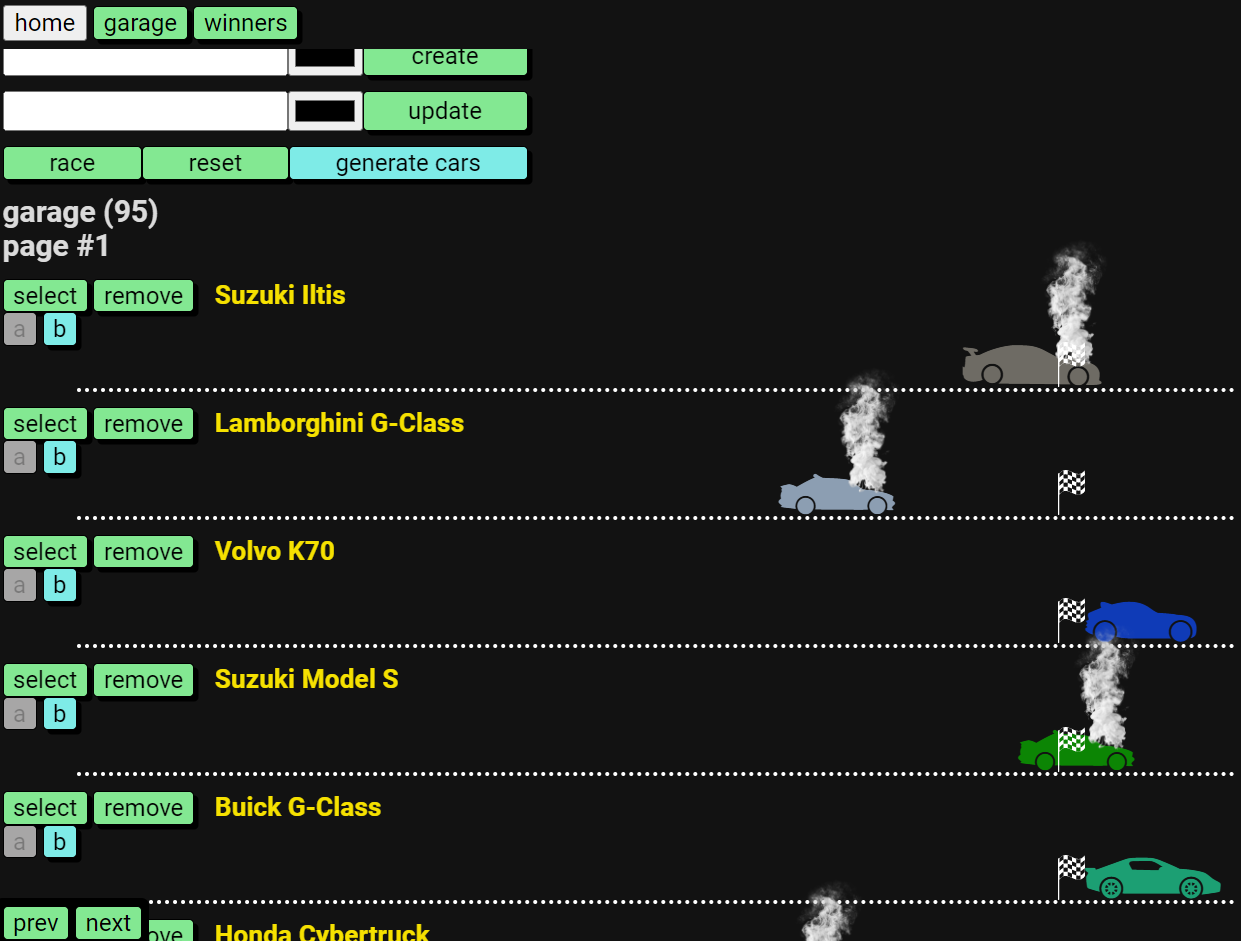 home garage winners
create
update
race reset generate cars
garage (95)
page #1
select remove Suzuki Iltis
a b
select remove Lamborghini G-Class
a b
select remove Volvo K70
a b
select remove Suzuki Model S
a b
select remove Buick G-Class
a b
prev next ove Honda Cybertruck